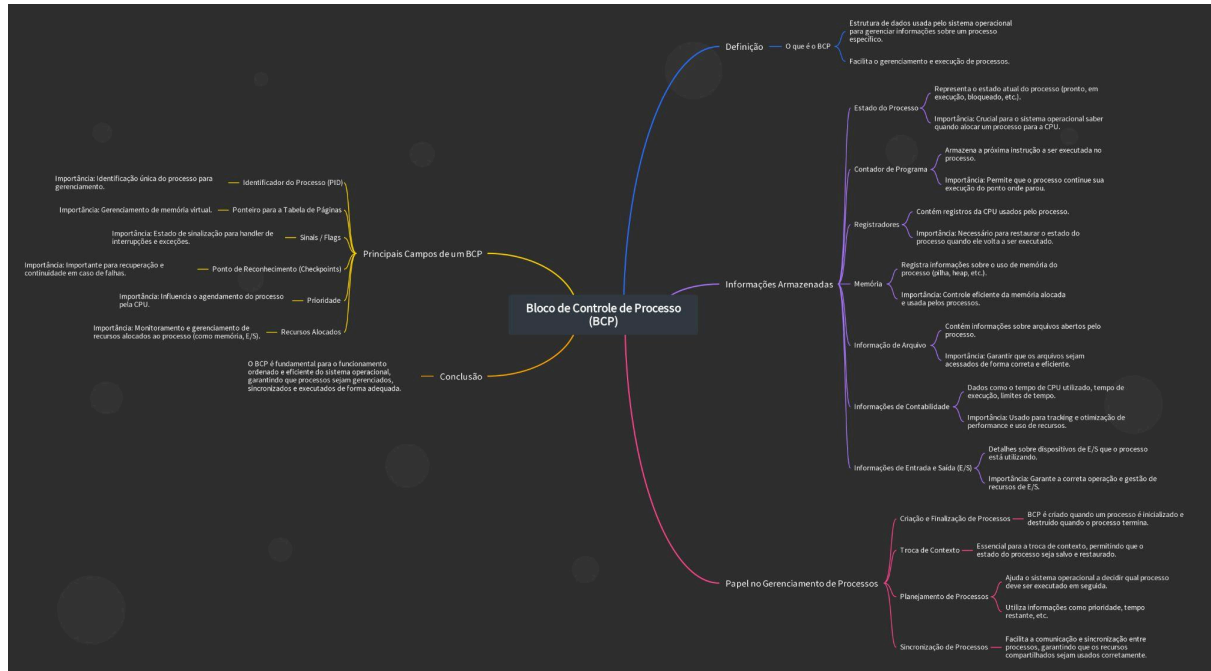 Bloco de Controle de Processo
(BCP)
Definição
O que é o BCP
Estrutura de dados usada pelo sistema operacional
para gerenciar informações sobre um processo
específico.
Facilita o gerenciamento e execução de processos.
Informações Armazenadas
Estado do Processo
Representa o estado atual do processo (pronto, em
execução, bloqueado, etc.).
Importância: Crucial para o sistema operacional saber
quando alocar um processo para a CPU.
Contador de Programa
Armazena a próxima instrução a ser executada no
processo.
Importância: Permite que o processo continue sua
execução do ponto onde parou.
Registradores
Contém registros da CPU usados pelo processo.
Importância: Necessário para restaurar o estado do
processo quando ele volta a ser executado.
Memória
Registra informações sobre o uso de memória do
processo (pilha, heap, etc.).
Importância: Controle eficiente da memória alocada
e usada pelos processos.
Informação de Arquivo
Contém informações sobre arquivos abertos pelo
processo.
Importância: Garantir que os arquivos sejam
acessados de forma correta e eficiente.
Informações de Contabilidade
Dados como o tempo de CPU utilizado, tempo de
execução, limites de tempo.
Importância: Usado para tracking e otimização de
performance e uso de recursos.
Informações de Entrada e Saída (E/S)
Detalhes sobre dispositivos de E/S que o processo
está utilizando.
Importância: Garante a correta operação e gestão de
recursos de E/S.
Papel no Gerenciamento de Processos
Criação e Finalização de Processos
BCP é criado quando um processo é inicializado e
destruído quando o processo termina.
Troca de Contexto
Essencial para a troca de contexto, permitindo que o
estado do processo seja salvo e restaurado.
Planejamento de Processos
Ajuda o sistema operacional a decidir qual processo
deve ser executado em seguida.
Utiliza informações como prioridade, tempo
restante, etc.
Sincronização de Processos
Facilita a comunicação e sincronização entre
processos, garantindo que os recursos
compartilhados sejam usados corretamente.
Principais Campos de um BCP
Identificador do Processo (PID)
Importância: Identificação única do processo para
gerenciamento.
Ponteiro para a Tabela de Páginas
Importância: Gerenciamento de memória virtual.
Sinais / Flags
Importância: Estado de sinalização para handler de
interrupções e exceções.
Ponto de Reconhecimento (Checkpoints)
Importância: Importante para recuperação e
continuidade em caso de falhas.
Prioridade
Importância: Influencia o agendamento do processo
pela CPU.
Recursos Alocados
Importância: Monitoramento e gerenciamento de
recursos alocados ao processo (como memória, E/S).
Conclusão
O BCP é fundamental para o funcionamento
ordenado e eficiente do sistema operacional,
garantindo que processos sejam gerenciados,
sincronizados e executados de forma adequada.